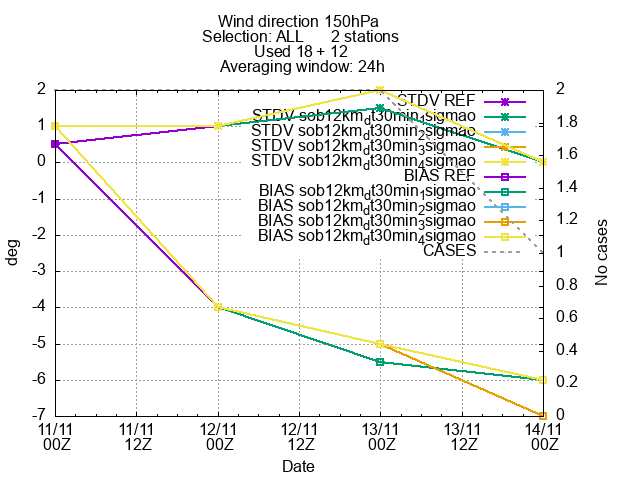 Wind direction 150hPa
Selection: ALL 2 stations
Used 18 + 12
Averaging window: 24h
2 2
STDV REF
STDV sob12km_dt30min_1sigmao
1 1.8
STDV sob12km_dt30min_2sigmao
STDV sob12km_dt30min_3sigmao
0 1.6
STDV sob12km_dt30min_4sigmao
BIAS REF
-1 1.4
BIAS sob12km_dt30min_1sigmao
BIAS sob12km_dt30min_2sigmao
-2 1.2
BIAS sob12km_dt30min_3sigmao
BIAS sob12km_dt30min_4sigmao
CASES
1
-3 0.8
-4 0.6
-5 0.4
-6 0.2
-7 0
deg
No cases
11/11 11/11 12/11 12/11 13/11 13/11 14/11
00Z 12Z 00Z 12Z 00Z 12Z 00Z
Date